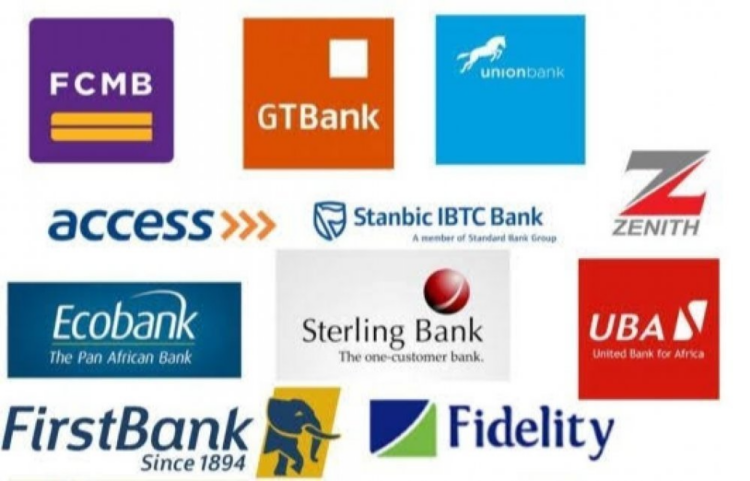 FCMB
GTBank
unionbank
access
Stanbic IBTC Bank
A member of Standard Bank Group
ZENITH
Ecobank
The Pan African Bank
Sterling Bank
The one-customer bank.
UBA
United Bank for Africa
FirstBank
Since 1894
Fidelity